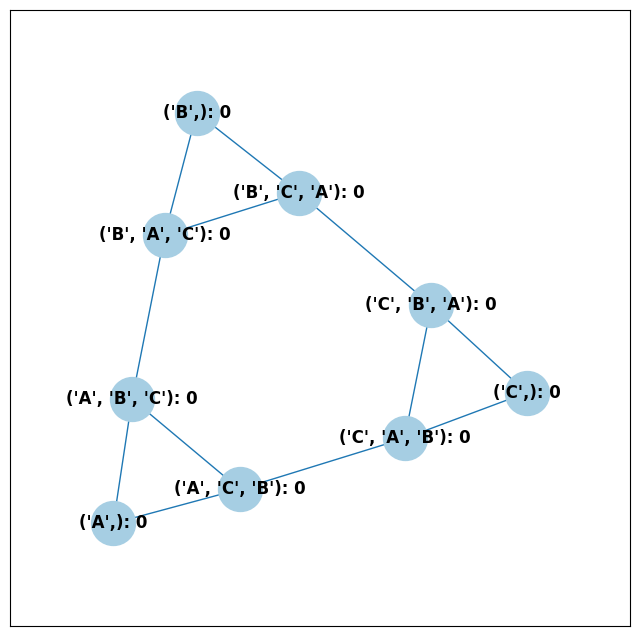 ('B',): 0
('B', 'C', 'A'): 0
('B', 'A', 'C'): 0
('C', 'B', 'A'): 0
('C',): 0
('A', 'B', 'C'): 0
('C', 'A', 'B'): 0
('A', 'C', 'B'): 0
('A',): 0